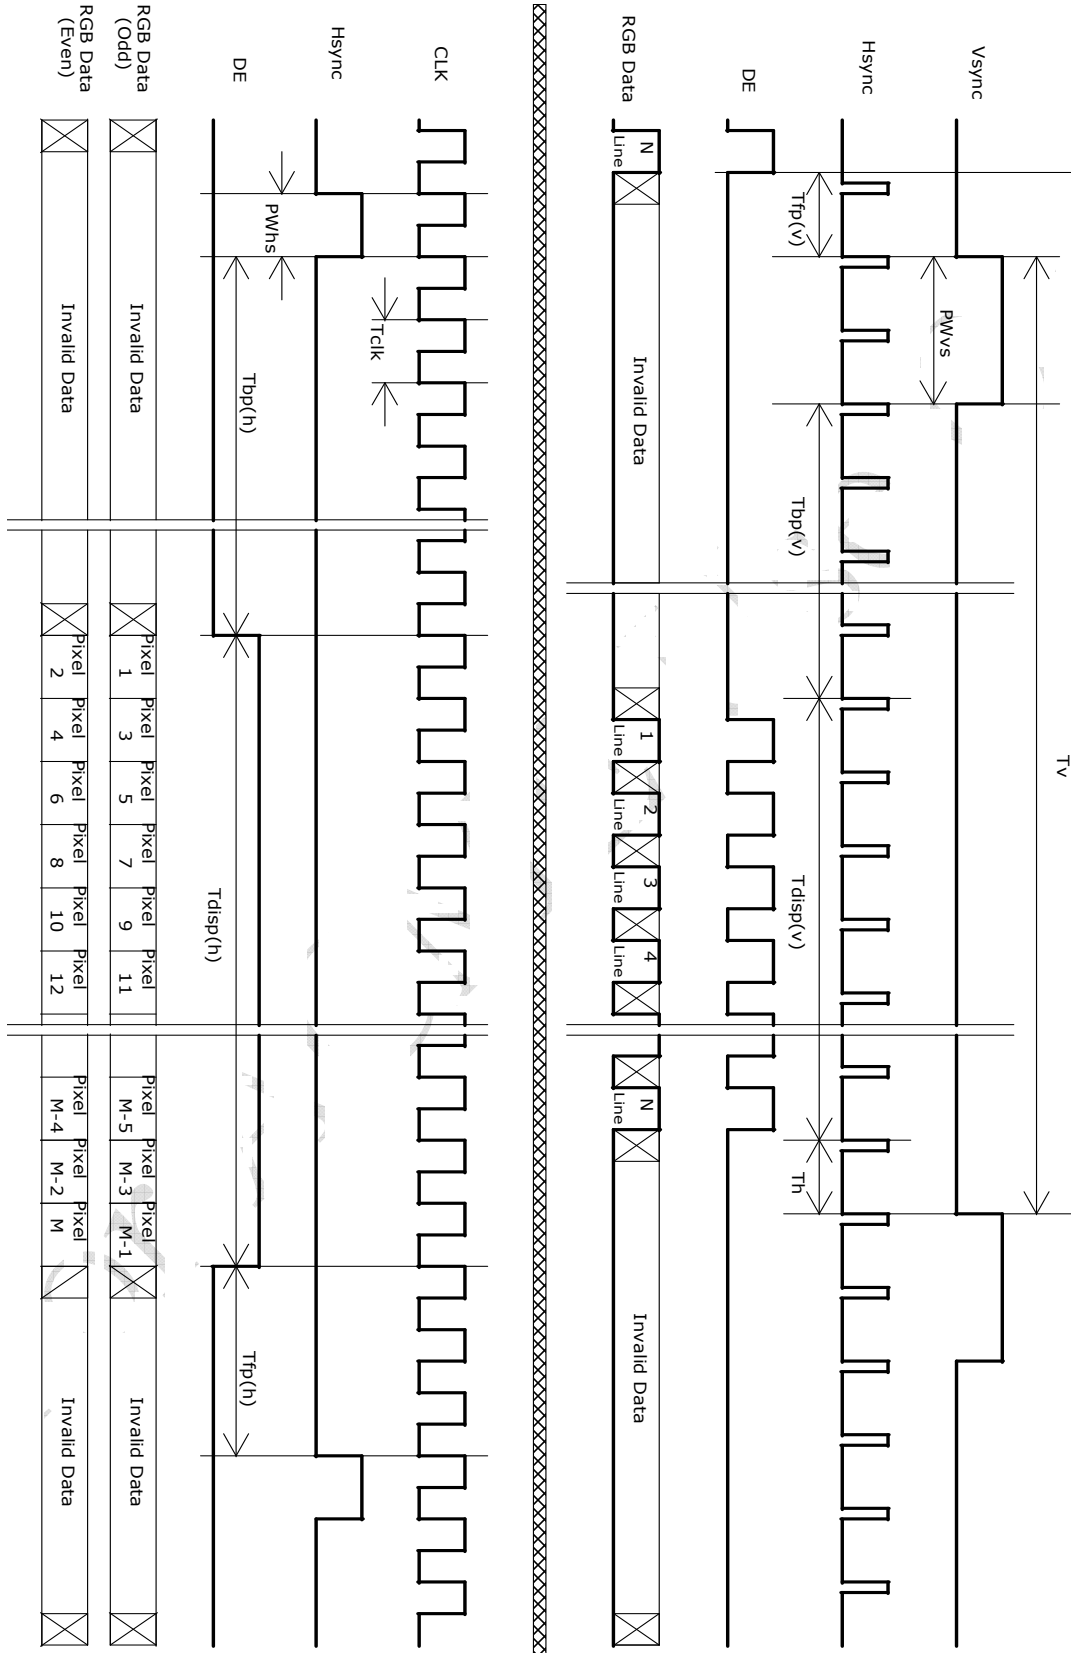 Vsync
Tv
PWvs
Hsync
Tfp(v)
Tbp(v)
Tdisp(v)
Th
DE
RGB Data
N
Line
Invalid Data
1
Line
2
Line
3
Line
4
Line
N
Line
Invalid Data
CLK
Tclk
Hsync
PWhs
DE
Tbp(h)
Tdisp(h)
Tfp(h)
RGB Data
(Odd)
Invalid Data
Pixel
1
Pixel
3
Pixel
5
Pixel
7
Pixel
9
Pixel
11
Pixel
M-5
Pixel
M-3
Pixel
M-1
Invalid Data
RGB Data
(Even)
Invalid Data
Pixel
2
Pixel
4
Pixel
6
Pixel
8
Pixel
10
Pixel
12
Pixel
M-4
Pixel
M-2
Pixel
M
Invalid Data